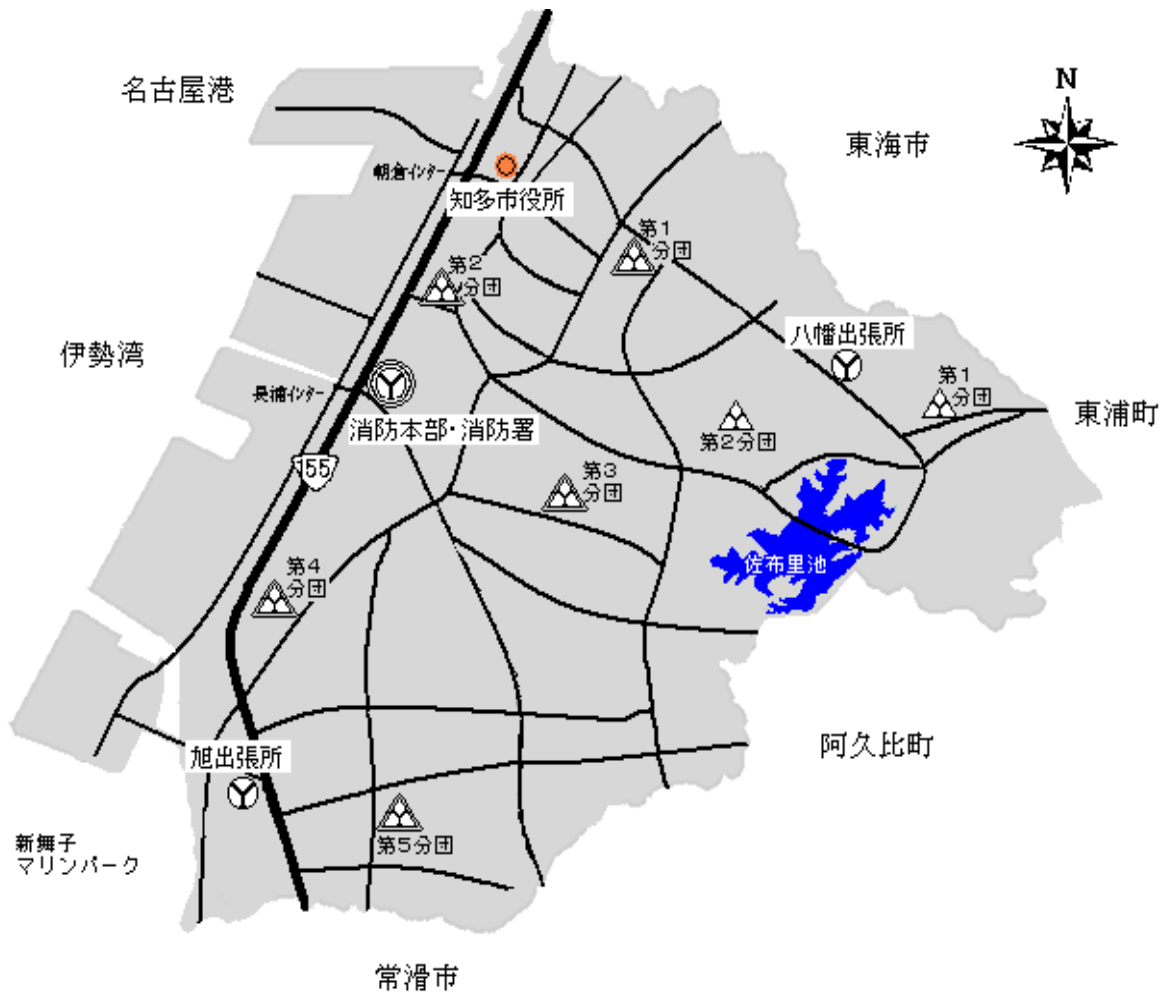 名古屋港
N
東海市
朝倉インター
知多市役所
第1
分団
第2
分団
伊勢湾
八幡出張所
長浦インター
第1
分団
東浦町
消防本部・消防署
第2分団
155
第3
分団
佐布里池
第4
分団
阿久比町
旭出張所
新舞子
マリンパーク
第5分団
常滑市